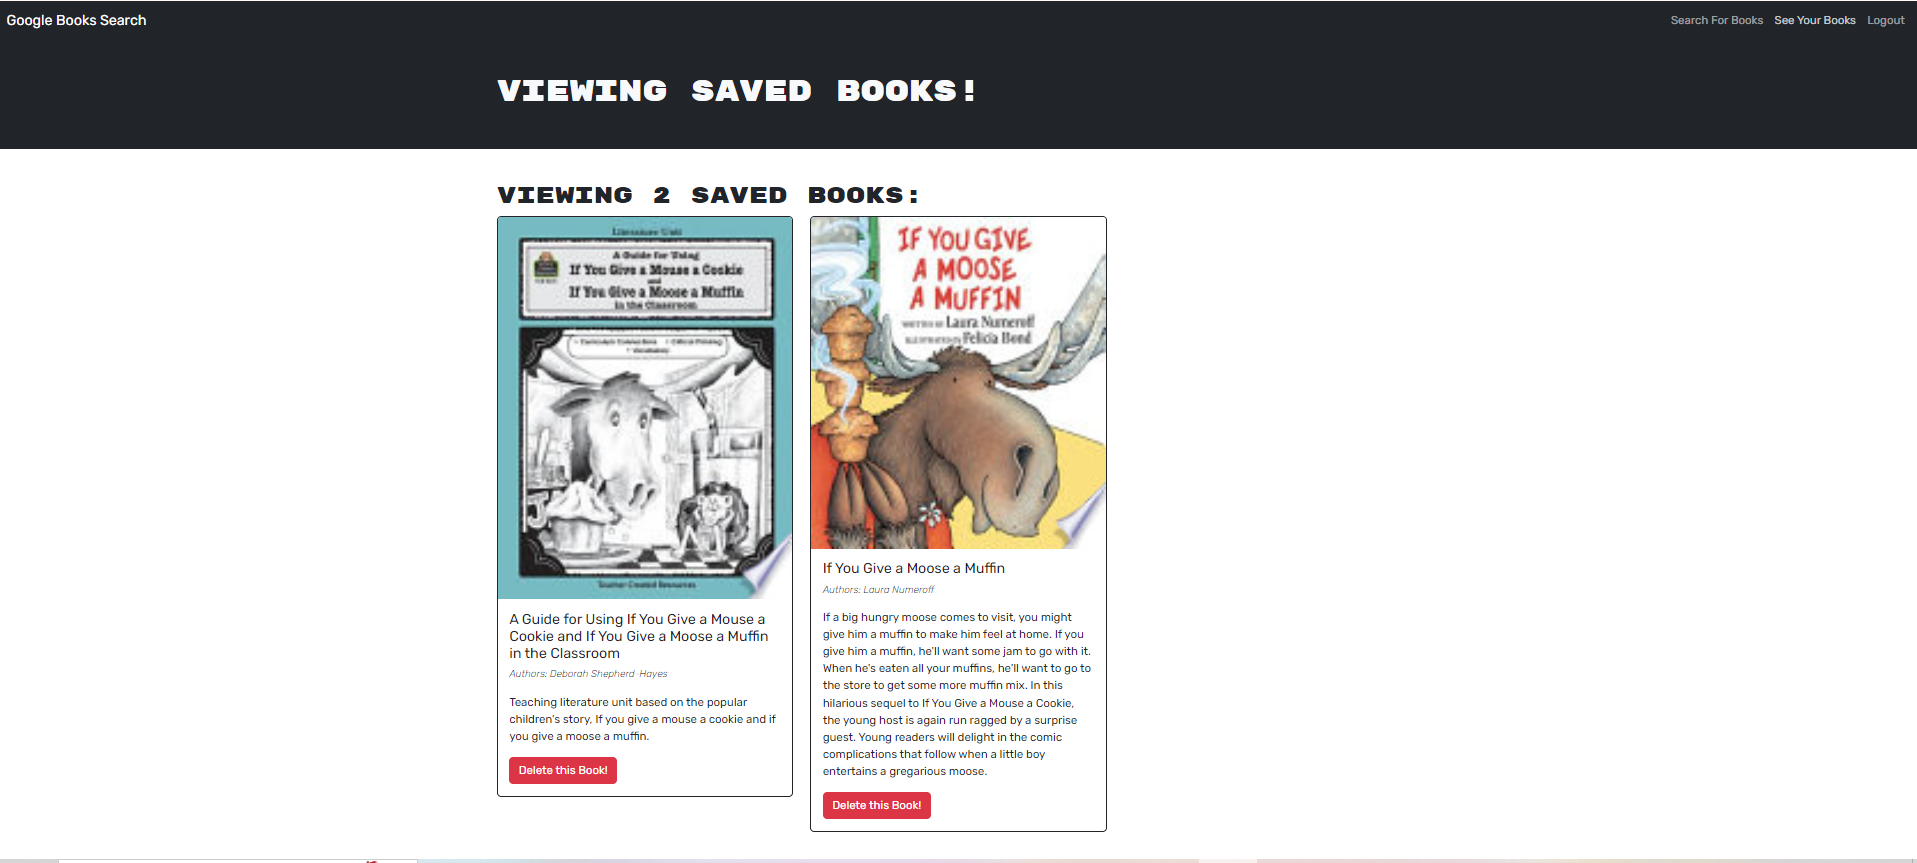 Google Books Search
Search For Books See Your Books Logout
VIEWING SAVED BOOKS!
VIEWING 2 SAVED BOOKS:
Literature Unit
A Guide for Using
If You Give a Mouse a Cookie
and
If You Give a Moose a Muffin
in the Classroom
Curriculum Connections Critical Thinking
Vocabulary
Teacher Created Resources
A Guide for Using If You Give a Mouse a
Cookie and If You Give a Moose a Muffin
in the Classroom
Authors: Deborah Shepherd-Hayes
Teaching literature unit based on the popular
children's story, If you give a mouse a cookie and if
you give a moose a muffin.
Delete this Book!
IF YOU GIVE
A MOOSE
A MUFFIN
WRITTEN BY Laura Numeroff
ILLUSTRATED BY Felicia Bond
If You Give a Moose a Muffin
Authors: Laura Numeroff
If a big hungry moose comes to visit, you might
give him a muffin to make him feel at home. If you
give him a muffin, he'll want some jam to go with it.
When he's eaten all your muffins, he'll want to go to
the store to get some more muffin mix. In this
hilarious sequel to If You Give a Mouse a Cookie,
the young host is again run ragged by a surprise
guest. Young readers will delight in the comic
complications that follow when a little boy
entertains a gregarious moose.
Delete this Book!